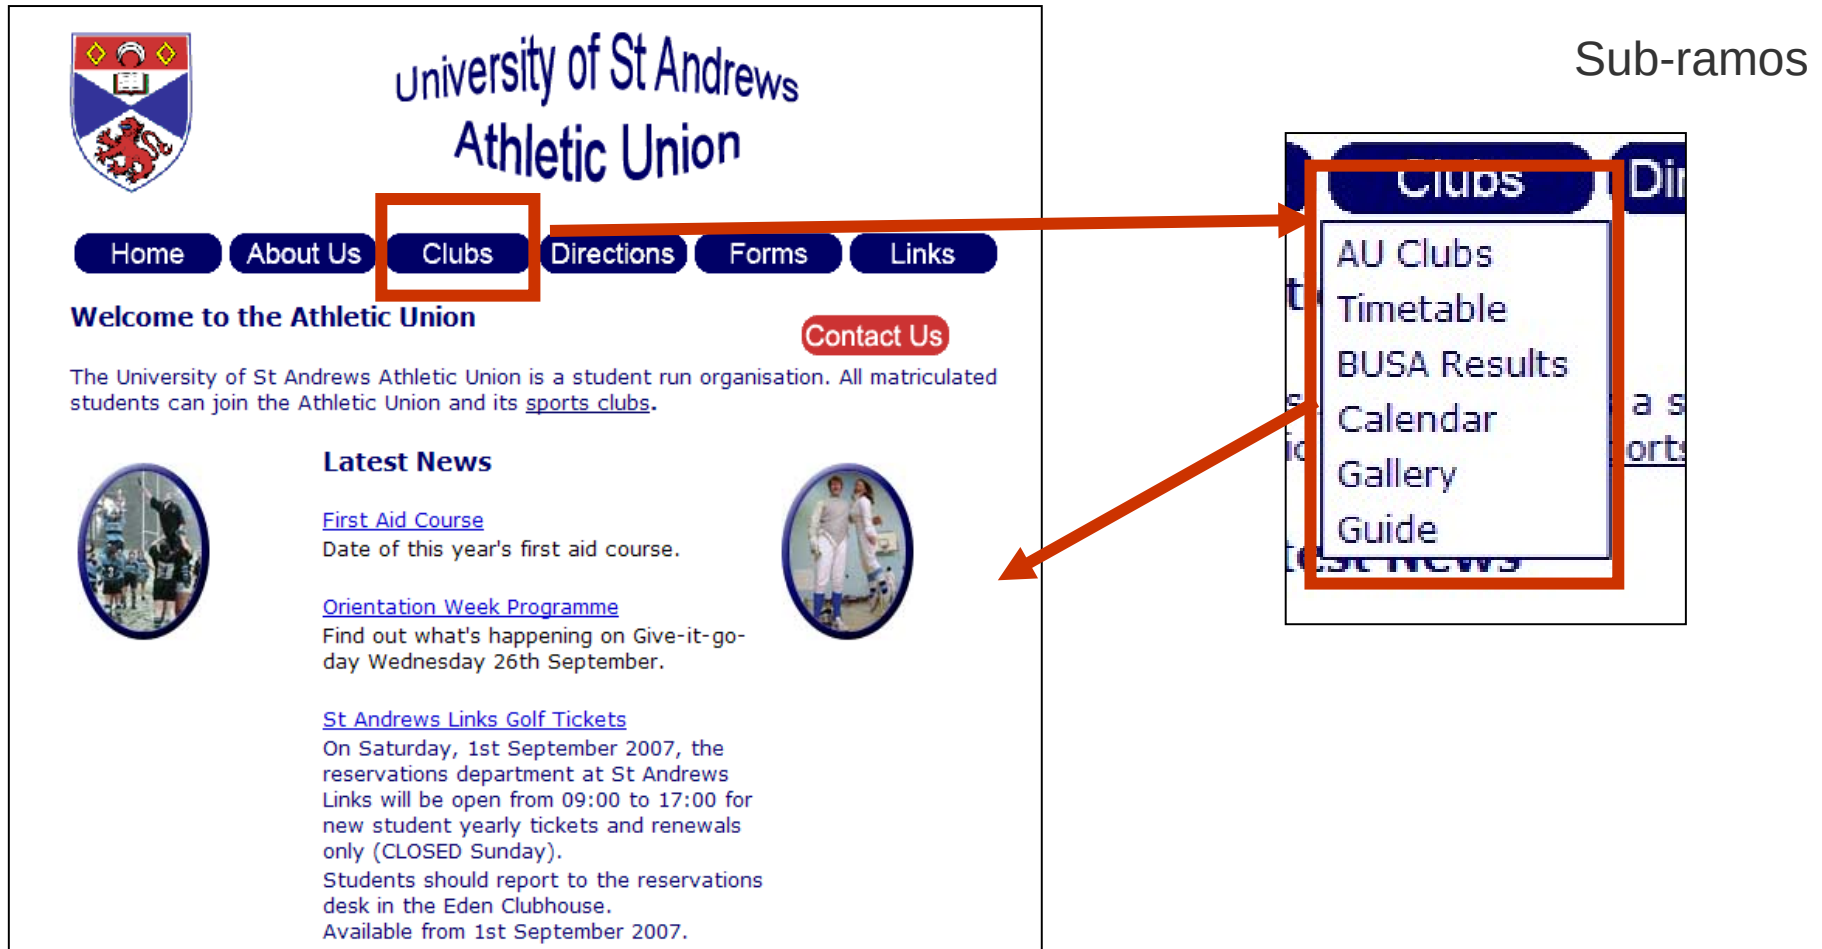 University of St Andrews
Athletic Union
Home About Us Clubs Directions Forms Links
Welcome to the Athletic Union
Contact Us
The University of St Andrews Athletic Union is a student run organisation. All matriculated
students can join the Athletic Union and its sports clubs.
Latest News
First Aid Course
Date of this year's first aid course.
Orientation Week Programme
Find out what's happening on Give-it-go-
day Wednesday 26th September.
St Andrews Links Golf Tickets
On Saturday, 1st September 2007, the
reservations department at St Andrews
Links will be open from 09:00 to 17:00 for
new student yearly tickets and renewals
only (CLOSED Sunday).
Students should report to the reservations
desk in the Eden Clubhouse.
Available from 1st September 2007.
Sub-ramos
Clubs Dir
AU Clubs
Timetable
BUSA Results
Calendar
a s
orts
Gallery
Guide
test News